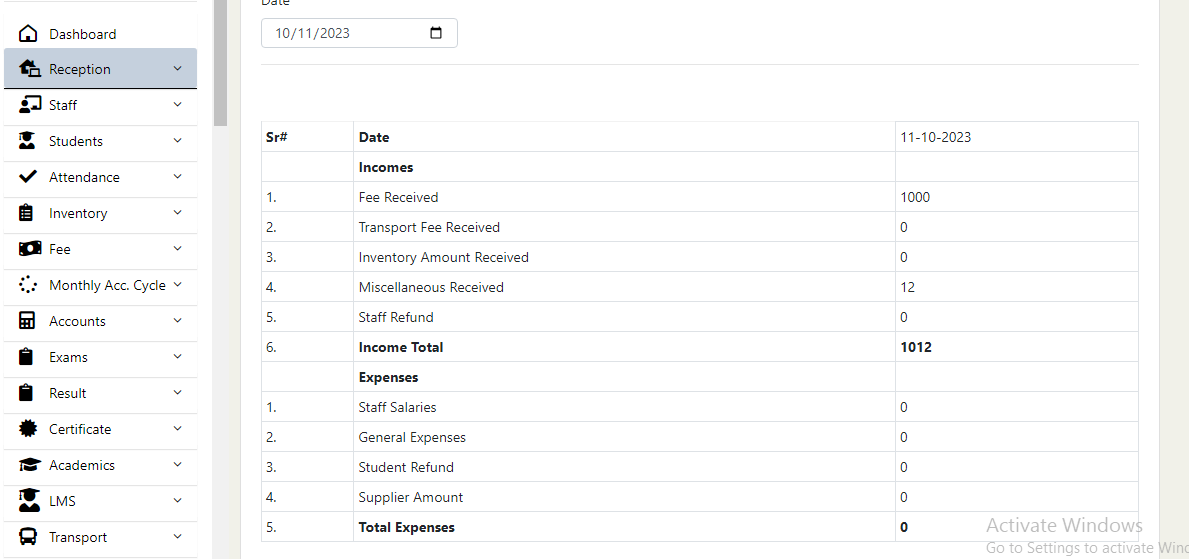 Date
10/11/2023
Dashboard
Reception
Staff
Students
Attendance
Inventory
Fee
Monthly Acc. Cycle
Accounts
Exams
Result
Certificate
Academics
LMS
Transport
Sr# Date 11-10-2023
Incomes
1. Fee Received 1000
2. Transport Fee Received 0
3. Inventory Amount Received 0
4. Miscellaneous Received 12
5. Staff Refund 0
6. Income Total 1012
Expenses
1. Staff Salaries 0
2. General Expenses 0
3. Student Refund 0
4. Supplier Amount 0
5. Total Expenses 0
Activate Windows
Go to Settings to activate Wind